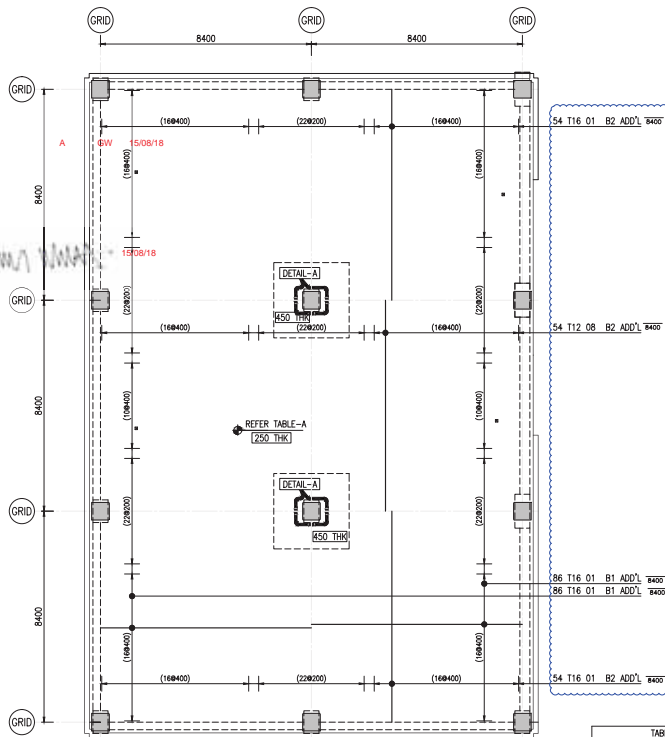 GRID GRID GRID
8400 8400
GRID
(16@400) (22@200) (16@400) 54 T16 01 B2 ADD'L 8400
A GW 15/08/18
(16@400) (16@400)
8400
15/08/18
DETAIL-A
GRID
450 THK
(22@200) (22@200)
(16@400) (22@200) (16@400) 54 T12 08 B2 ADD'L 8400
8400
(10@400) (10@400)
REFER TABLE-A
250 THK
DETAIL-A
(22@200) (22@200)
GRID
450 THK
86 T16 01 B1 ADD'L 8400
86 T16 01 B1 ADD'L 8400
8400
(16@400) (16@400)
(16@400) (22@200) (16@400) 54 T16 01 B2 ADD'L 8400
GRID
TAB